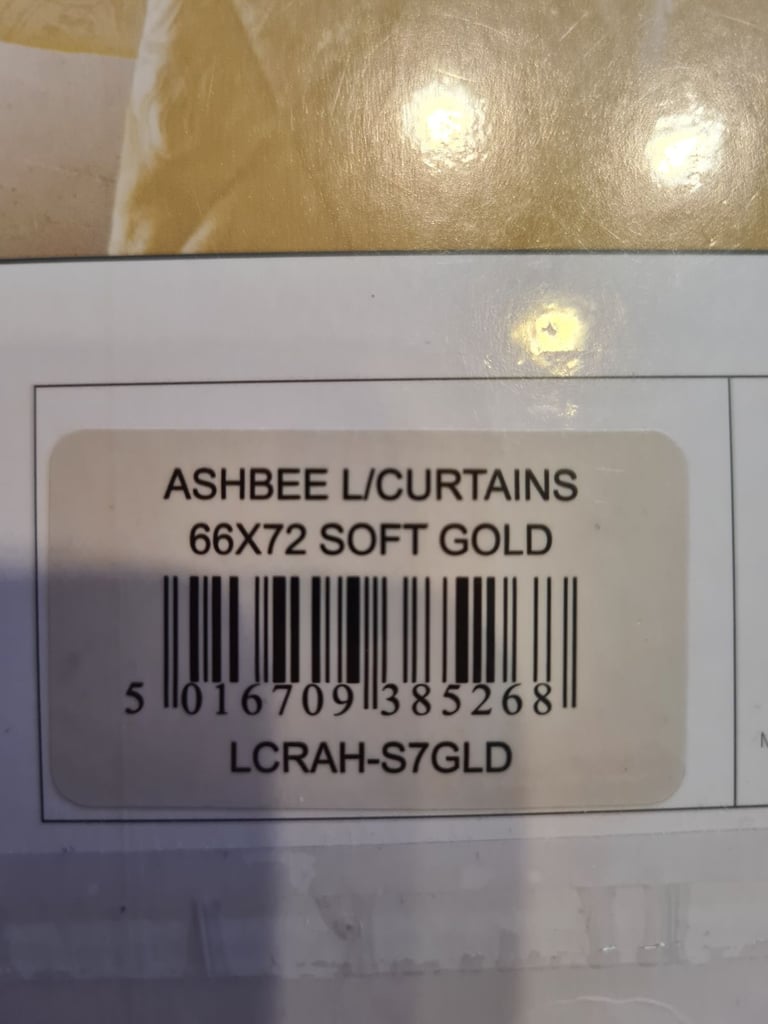 ASHBEE L/CURTAINS
66X72 SOFT GOLD
5 016709 385268
LCRAH-S7GLD